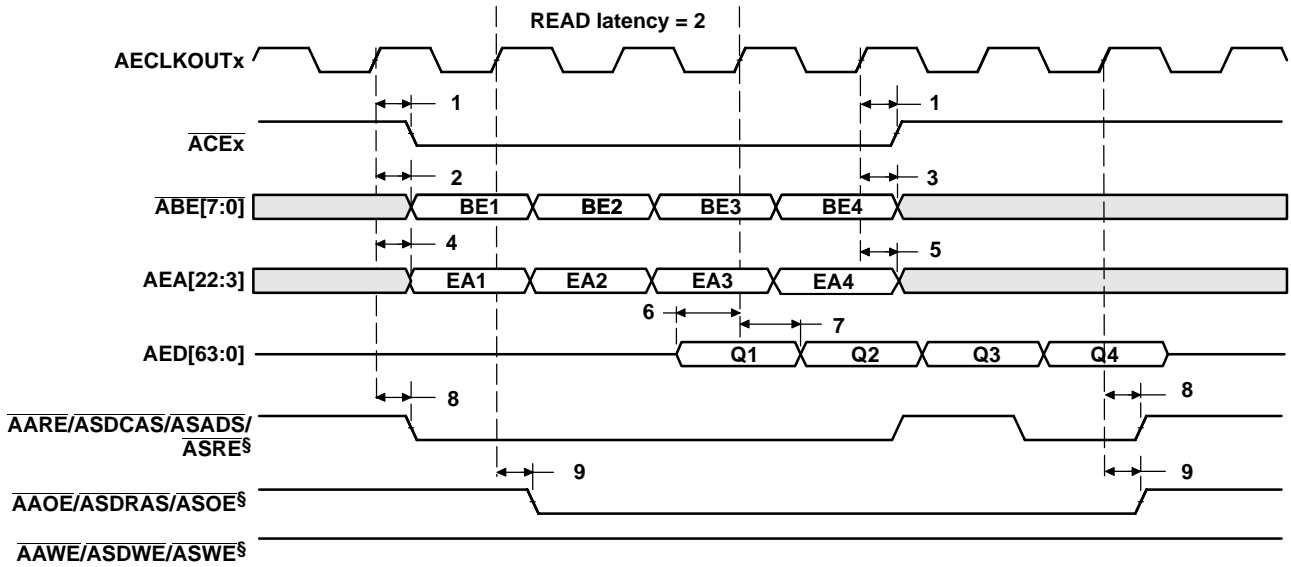 READ latency = 2
AECLKOUTx
1 1
ACEx
2 3
ABE[7:0] BE1 BE2 BE3 BE4
4 5
AEA[22:3] EA1 EA2 EA3 EA4
6 7
AED[63:0] Q1 Q2 Q3 Q4
8 8
AARE/ASDCAS/ASADS/
ASRE§
9 9
AAOE/ASDRAS/ASOE§
AAWE/ASDWE/ASWE§